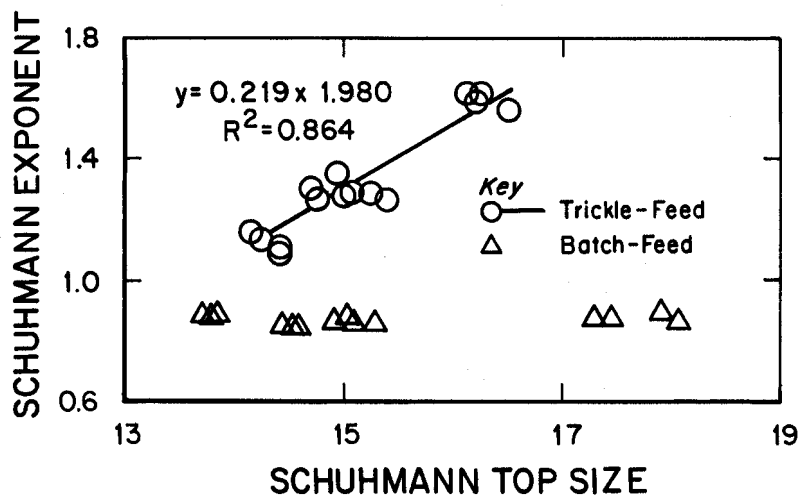 SCHUHMANN EXPONENT
1.8
1.4
1.0
0.6
y= 0.219 x 1.980
R2=0.864
Key
Trickle-Feed
Batch-Feed
13
15
17
19
SCHUHMANN TOP SIZE